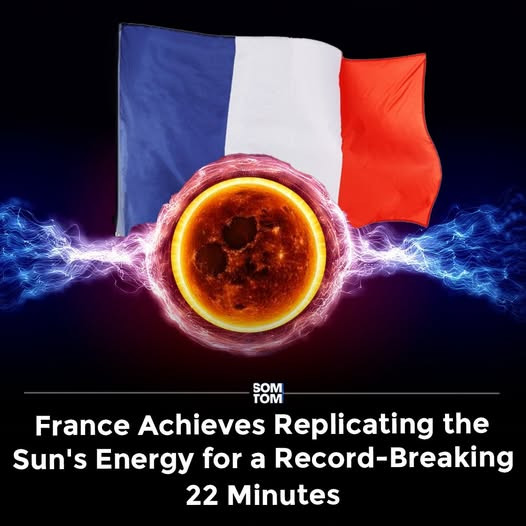 SOM
TOM
France Achieves Replicating the
Sun's Energy for a Record-Breaking
22 Minutes